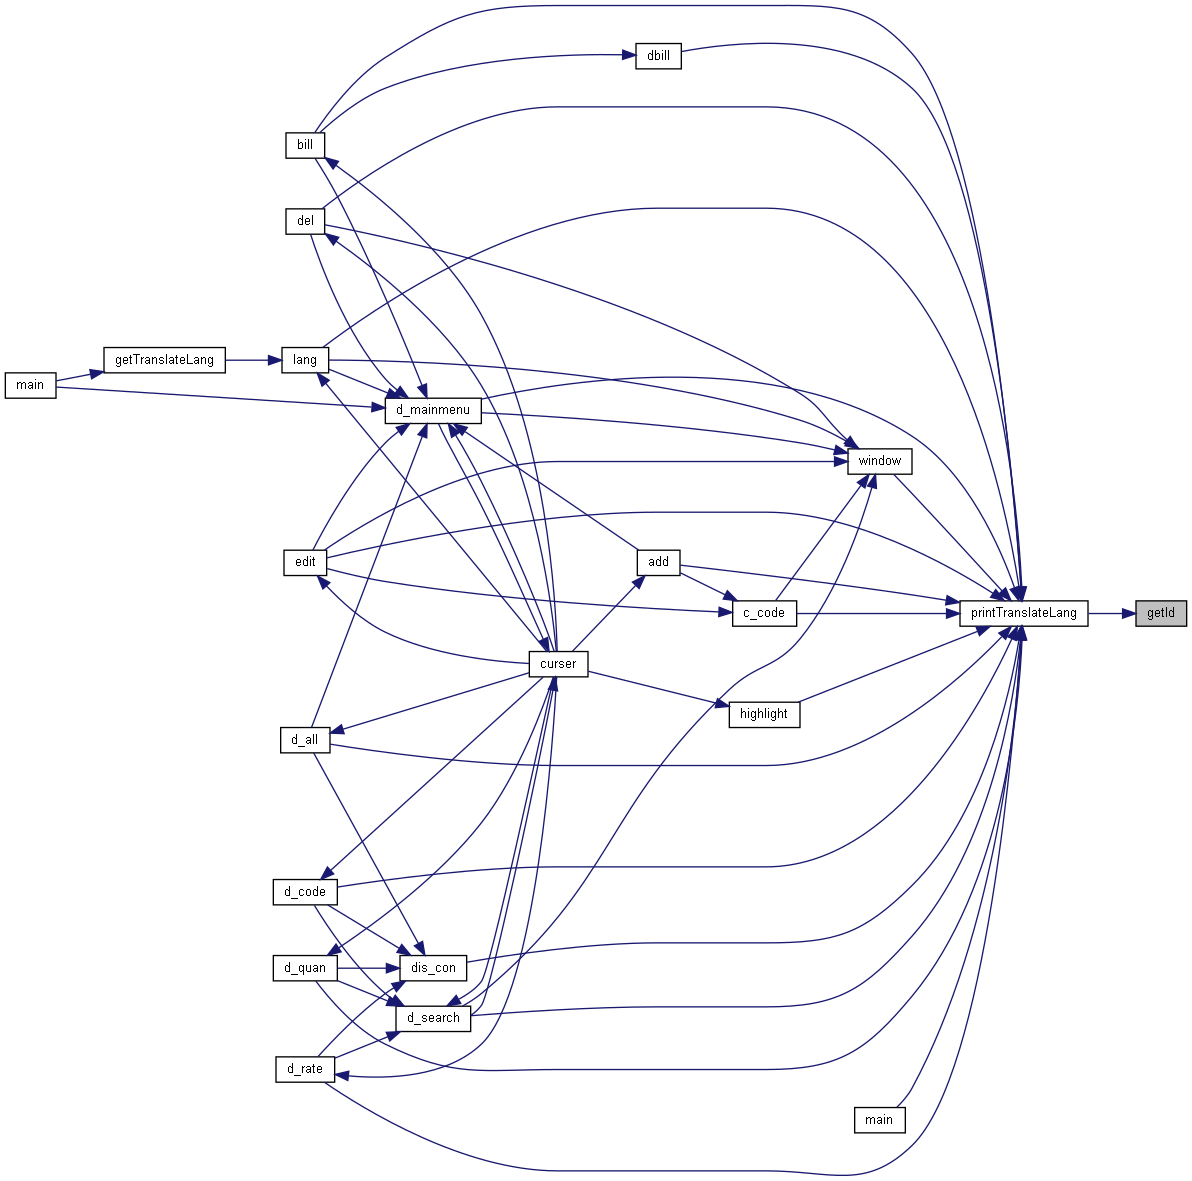 dbill
bill
del
getTranslateLang
lang
main
d_mainmenu
window
edit
add
c_code
printTranslateLang
getId
curser
highlight
d_all
d_code
d_quan
dis_con
d_search
d_rate
main